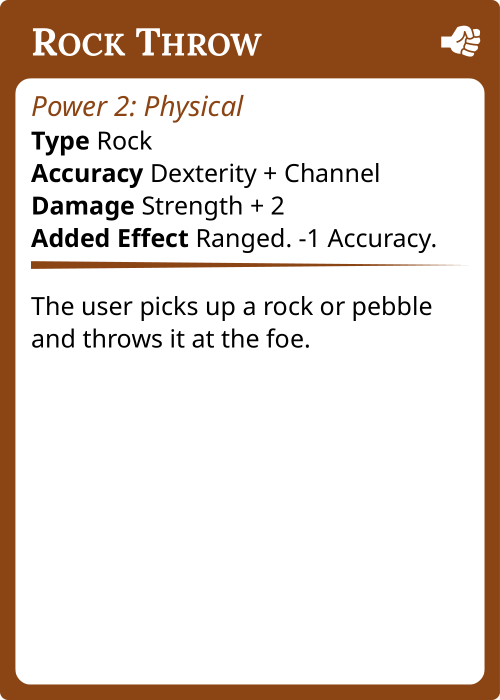 Rock Throw
Power 2: Physical
Type Rock
Accuracy Dexterity + Channel
Damage Strength + 2
Added Effect Ranged. -1 Accuracy.
The user picks up a rock or pebble
and throws it at the foe.